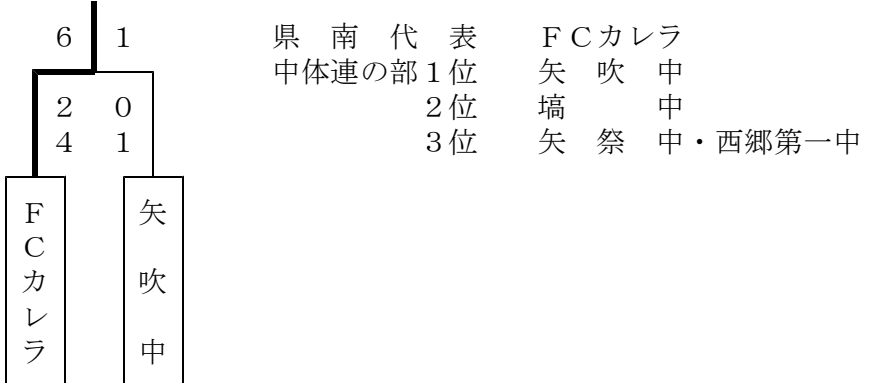 ６ １
２ ０
４ １
ＦＣカレラ
矢吹中
県南代表 ＦＣカレラ
中体連の部１位 矢吹中
２位 塙中
３位 矢祭中・西郷第一中